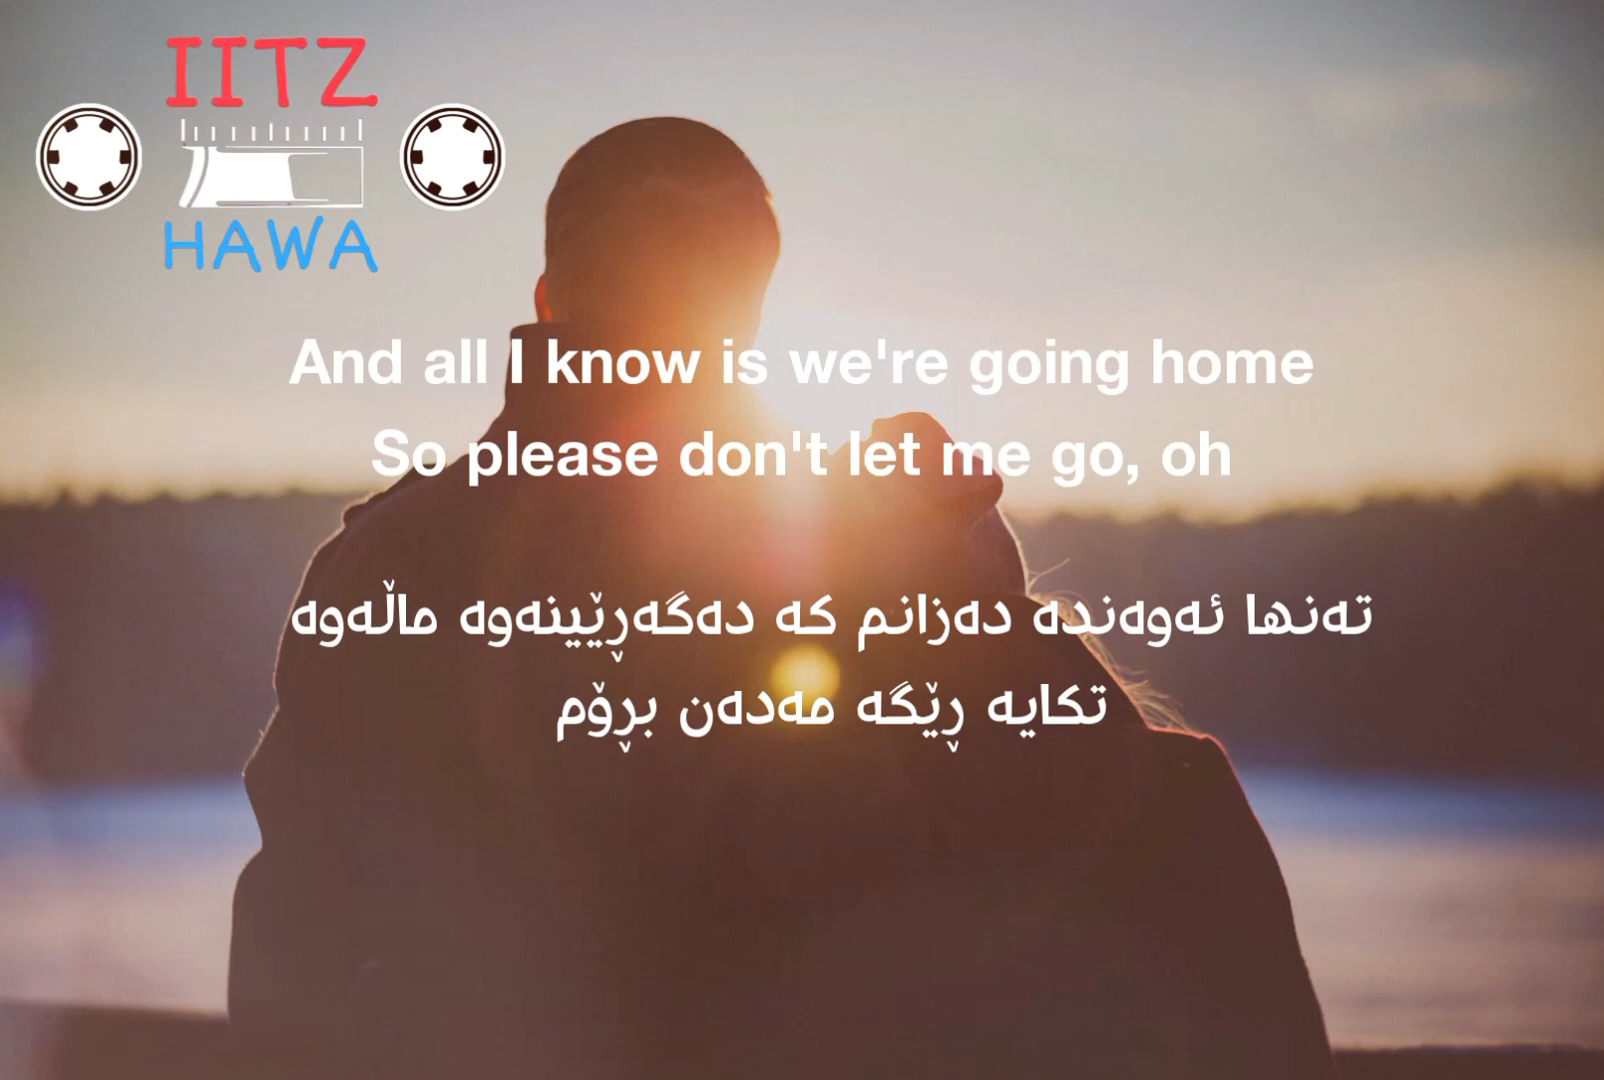 IITZ
HAWA
And all I know is we're going home
So please don't let me go, oh
تەنها ئەوەندە دەزانم کە دەگەڕێینەوە ماڵەوە
تکایە ڕێگە مەدەن بڕۆم